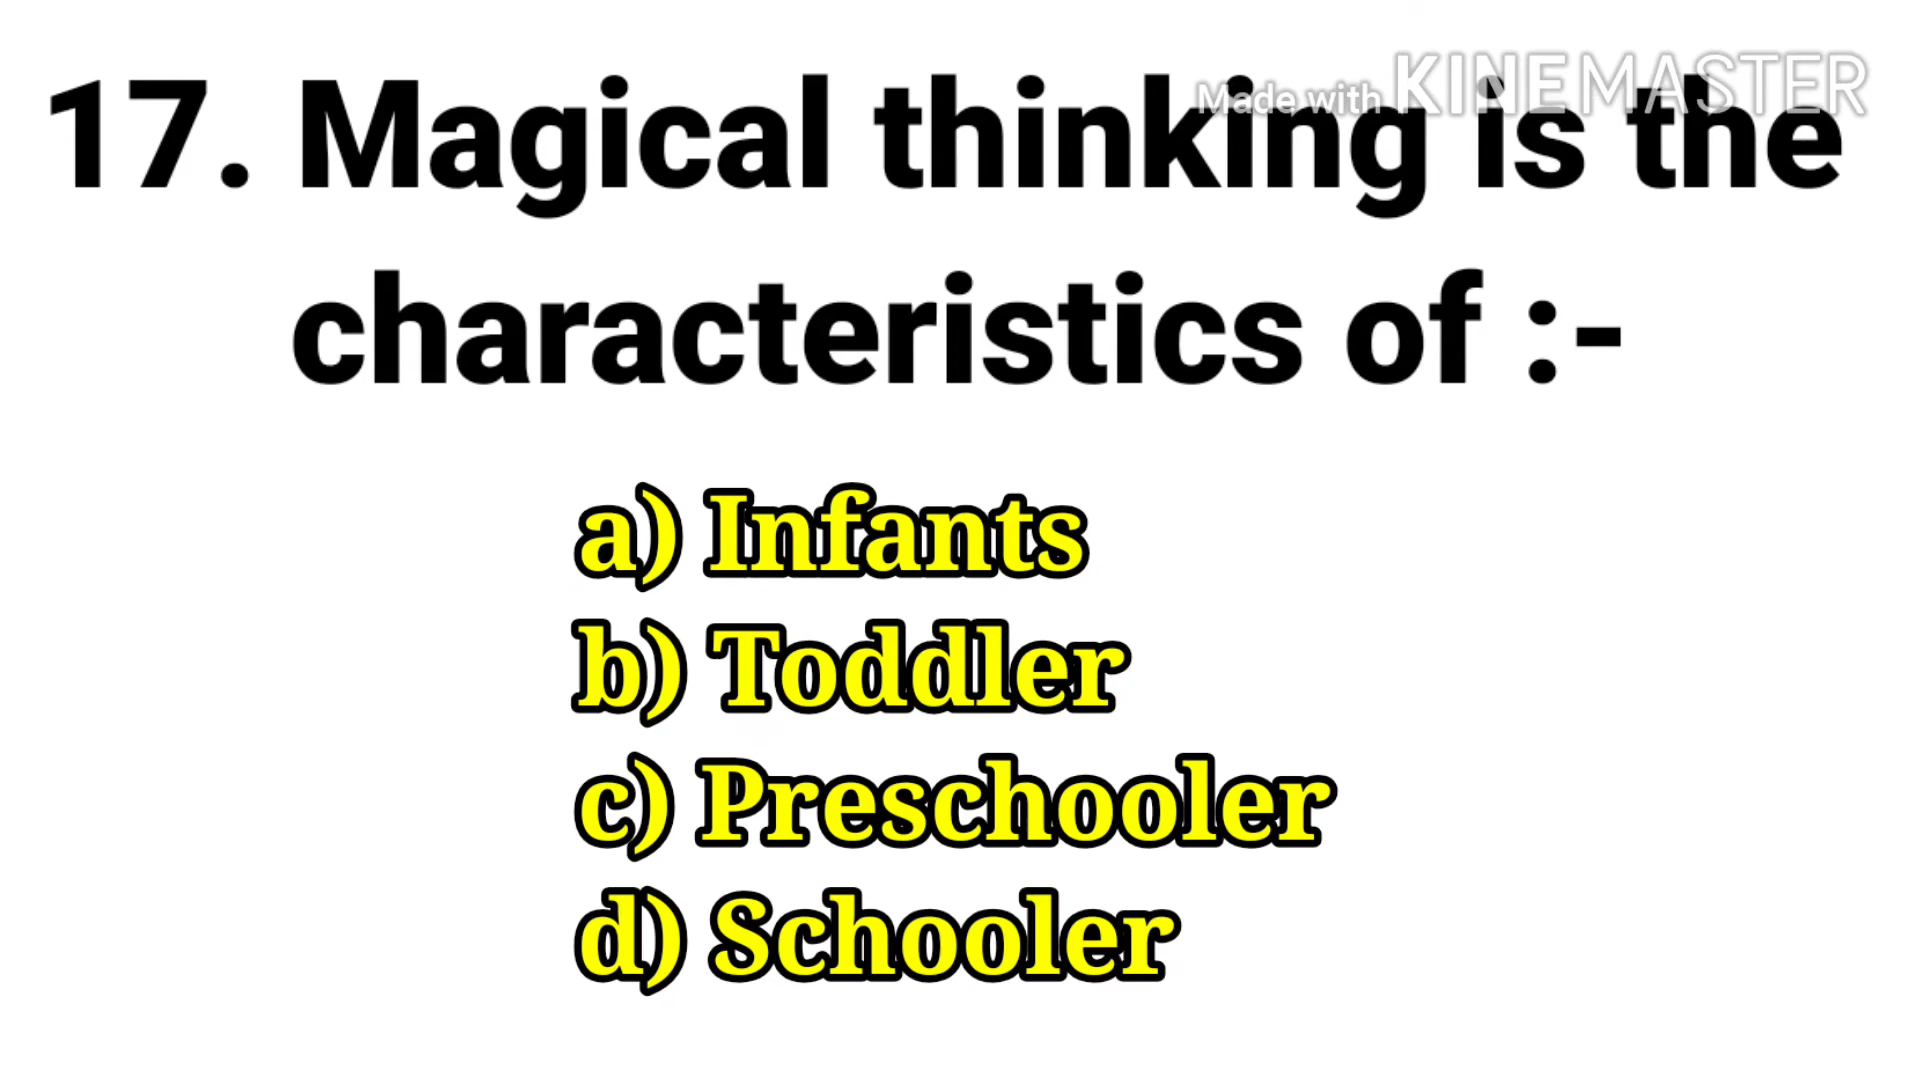 Made with KINEMASTER
17. Magical thinking is the
characteristics of :-
a) Infants
b) Toddler
c) Preschooler
d) Schooler